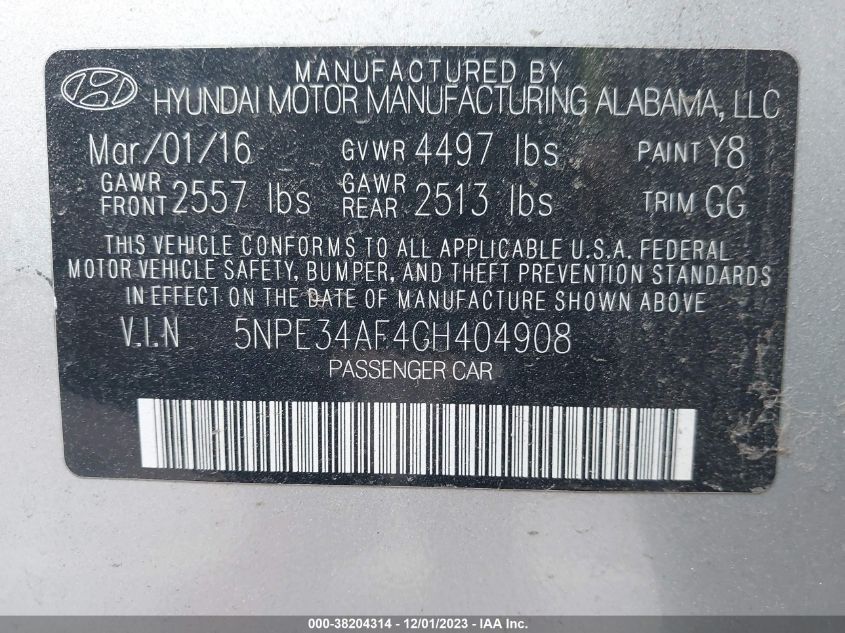 MANUFACTURED BY
HYUNDAI MOTOR MANUFACTURING ALABAMA, LLC
Mar/01/16 GVWR 4497 lbs PAINT Y8
GAWR FRONT 2557 lbs GAWR REAR 2513 lbs TRIM GG
THIS VEHICLE CONFORMS TO ALL APPLICABLE U.S.A. FEDERAL
MOTOR VEHICLE SAFETY, BUMPER, AND THEFT PREVENTION STANDARDS
IN EFFECT ON THE DATE OF MANUFACTURE SHOWN ABOVE
V.I.N 5NPE34AF4GH404908
PASSENGER CAR
000-38204314 - 12/01/2023 - IAA Inc.